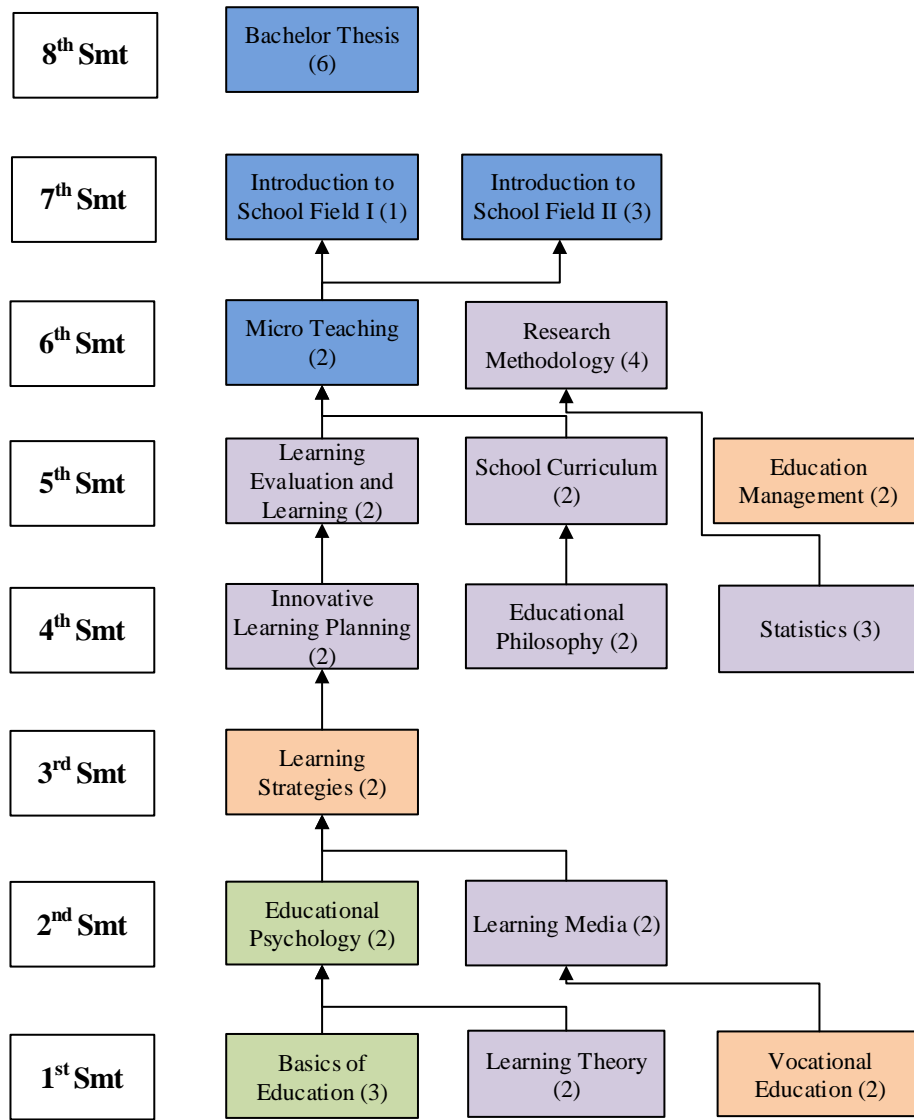 8th Smt
Bachelor Thesis
(6)
7th Smt
Introduction to
School Field I (1)
Introduction to
School Field II (3)
6th Smt
Micro Teaching
(2)
Research
Methodology (4)
5th Smt
Learning
Evaluation and
Learning (2)
School Curriculum
(2)
Education
Management (2)
4th Smt
Innovative
Learning Planning
(2)
Educational
Philosophy (2)
Statistics (3)
3rd Smt
Learning
Strategies (2)
2nd Smt
Educational
Psychology (2)
Learning Media (2)
1st Smt
Basics of
Education (3)
Learning Theory
(2)
Vocational
Education (2)